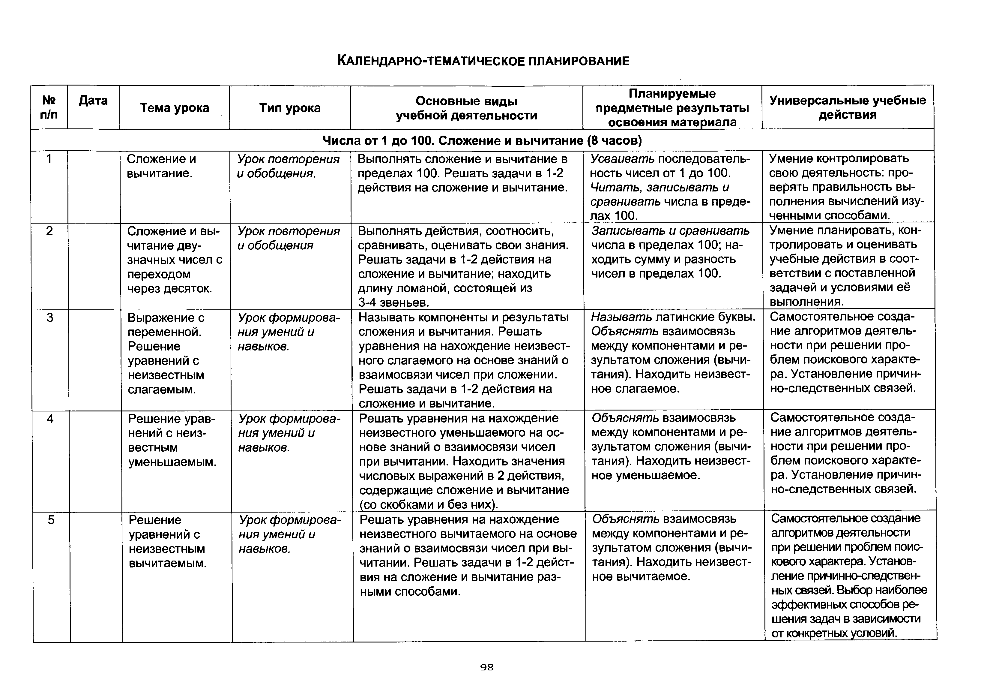 КАЛЕНДАРНО-ТЕМАТИЧЕСКОЕ ПЛАНИРОВАНИЕ
№
п/п
Дата
Тема урока
Тип урока
Основные виды
учебной деятельности
Планируемые
предметные результаты
освоения материала
Универсальные учебные
действия
Числа от 1 до 100. Сложение и вычитание (8 часов)
1
Сложение и
вычитание.
Урок повторения
и обобщения.
Выполнять сложение и вычитание в
пределах 100. Решать задачи в 1-2
действия на сложение и вычитание.
Усваивать последователь-
ность чисел от 1 до 100.
Читать, записывать и
сравнивать числа в преде-
лах 100.
Умение контролировать
свою деятельность: про-
верять правильность вы-
полнения вычислений изу-
ченными способами.
2
Сложение и вы-
читание дву-
значных чисел с
переходом
через десяток.
Урок повторения
и обобщения
Выполнять действия, соотносить,
сравнивать, оценивать свои знания.
Решать задачи в 1-2 действия на
сложение и вычитание; находить
длину ломаной, состоящей из
3-4 звеньев.
Записывать и сравнивать
числа в пределах 100; на-
ходить сумму и разность
чисел в пределах 100.
Умение планировать, кон-
тролировать и оценивать
учебные действия в соот-
ветствии с поставленной
задачей и условиями её
выполнения.
3
Выражение с
переменной.
Решение
уравнений с
неизвестным
слагаемым.
Урок формирова-
ния умений и
навыков.
Называть компоненты и результаты
сложения и вычитания. Решать
уравнения на нахождение неизвест-
ного слагаемого на основе знаний о
взаимосвязи чисел при сложении.
Решать задачи в 1-2 действия на
сложение и вычитание.
Называть латинские буквы.
Объяснять взаимосвязь
между компонентами и ре-
зультатом сложения (вычи-
тания). Находить неизвест-
ное слагаемое.
Самостоятельное созда-
ние алгоритмов деятель-
ности при решении про-
блем поискового характе-
ра. Установление причин-
но-следственных связей.
4
Решение урав-
нений с неиз-
вестным
уменьшаемым.
Урок формирова-
ния умений и
навыков.
Решать уравнения на нахождение
неизвестного уменьшаемого на ос-
нове знаний о взаимосвязи чисел
при вычитании. Находить значения
числовых выражений в 2 действия,
содержащие сложение и вычитание
(со скобками и без них).
Объяснять взаимосвязь
между компонентами и ре-
зультатом сложения (вычи-
тания). Находить неизвест-
ное уменьшаемое.
Самостоятельное созда-
ние алгоритмов деятель-
ности при решении про-
блем поискового характе-
ра. Установление причин-
но-следственных связей.
5
Решение
уравнений с
неизвестным
вычитаемым.
Урок формирова-
ния умений и
навыков.
Решать уравнения на нахождение
неизвестного вычитаемого на основе
знаний о взаимосвязи чисел при вы-
читании. Решать задачи в 1-2 дейст-
вия на сложение и вычитание раз-
ными способами.
Объяснять взаимосвязь
между компонентами и ре-
зультатом сложения (вычи-
тания). Находить неизвест-
ное вычитаемое.
Самостоятельное создание
алгоритмов деятельности
при решении проблем поис-
кового характера. Установ-
ление причинно-следствен-
ных связей. Выбор наиболее
эффективных способов ре-
шения задач в зависимости
от конкретных условий.
98